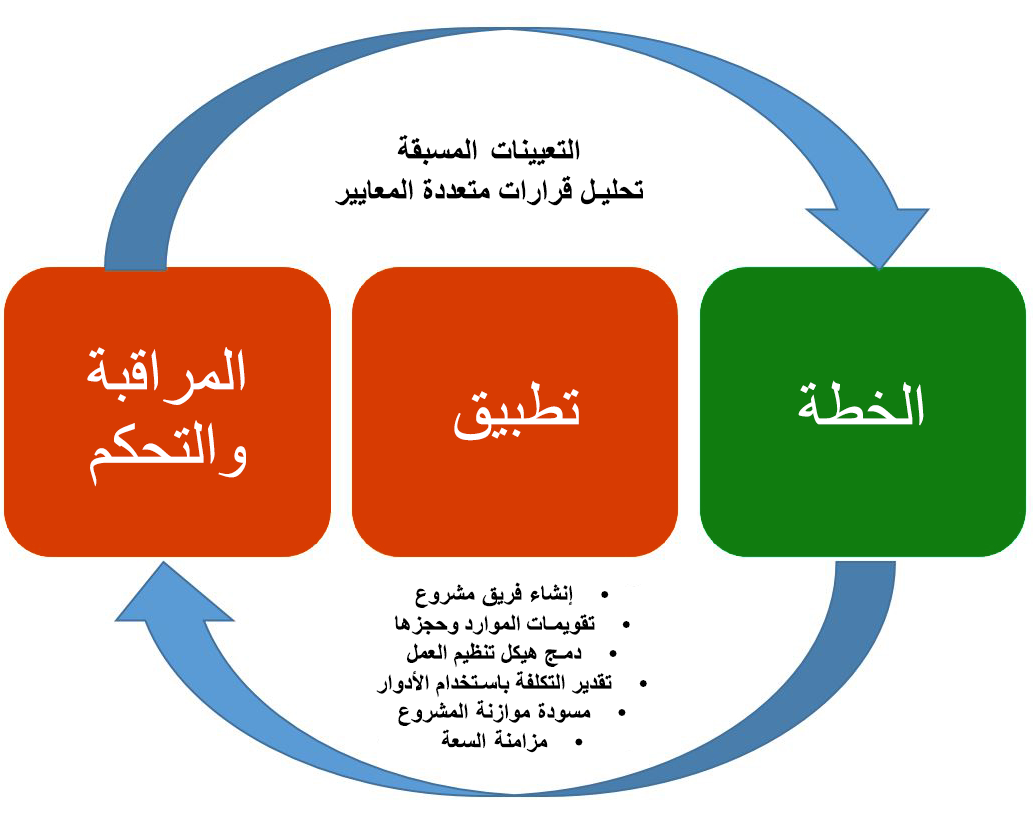 التعيينات المسبقة
تحليل قرارات متعددة المعايير
الخطة
تطبيق
المراقبة
والتحكم
• إنشاء فريق مشروع
• تقويمات الموارد وحجزها
• دمج هيكل تنظيم العمل
• تقدير التكلفة باستخدام الأدوار
• مسودة موازنة المشروع
• مزامنة السعة